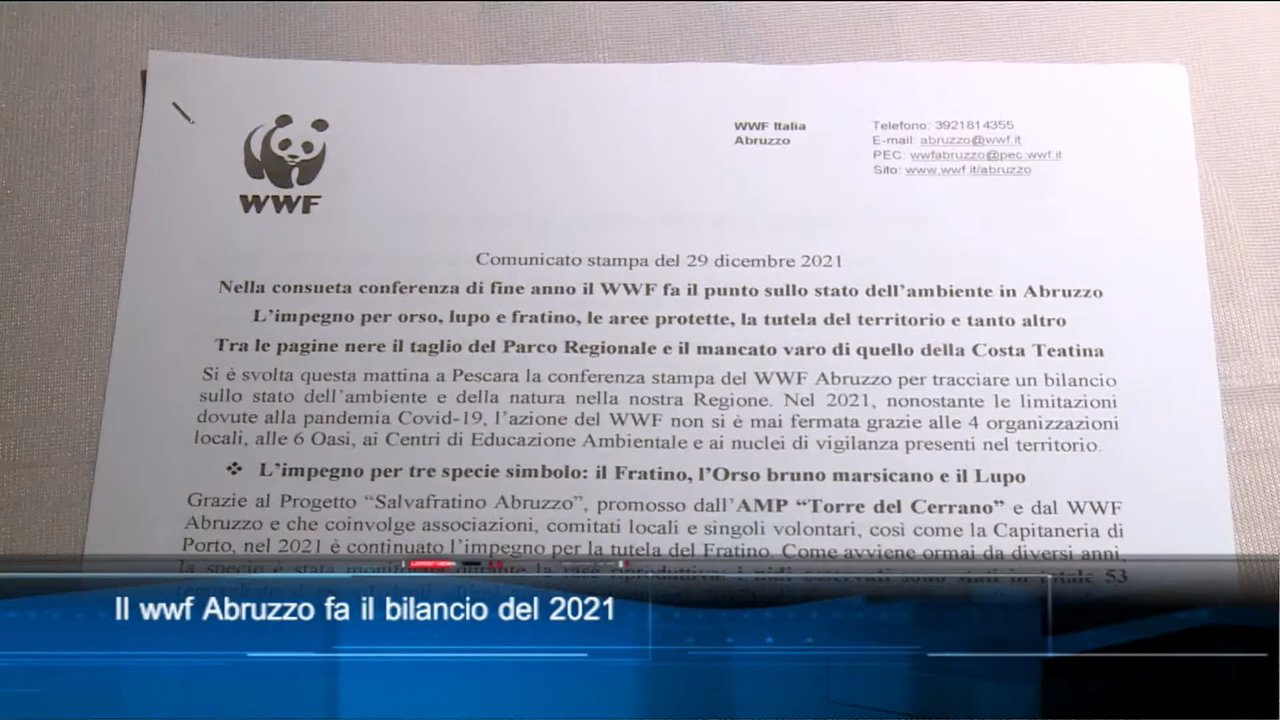 WWF
WWF Italia
Abruzzo
Telefono: 3921814355
E-mail: abruzzo@wwf.it
PEC: wwfabruzzo@pec.wwf.it
Sito: www.wwf.it/abruzzo
Comunicato stampa del 29 dicembre 2021
Nella consueta conferenza di fine anno il WWF fa il punto sullo stato dell'ambiente in Abruzzo
L'impegno per orso, lupo e fratino, le aree protette, la tutela del territorio e tanto altro
Tra le pagine nere il taglio del Parco Regionale e il mancato varo di quello della Costa Teatina
Si è svolta questa mattina a Pescara la conferenza stampa del WWF Abruzzo per tracciare un bilancio
sullo stato dell'ambiente e della natura nella nostra Regione. Nel 2021, nonostante le limitazioni
dovute alla pandemia Covid-19, l'azione del WWF non si è mai fermata grazie alle 4 organizzazioni
locali, alle 6 Oasi, ai Centri di Educazione Ambientale e ai nuclei di vigilanza presenti nel territorio.
❖ L'impegno per tre specie simbolo: il Fratino, l'Orso bruno marsicano e il Lupo
Grazie al Progetto “Salvafratino Abruzzo”, promosso dall'AMP “Torre del Cerrano” e dal WWF
Abruzzo e che coinvolge associazioni, comitati locali e singoli volontari, così come la Capitaneria di
Porto, nel 2021 è continuato l'impegno per la tutela del Fratino. Come avviene ormai da diversi anni,
la specie è stata 53
LATEST NEWS
Il wwf Abruzzo fa il bilancio del 2021